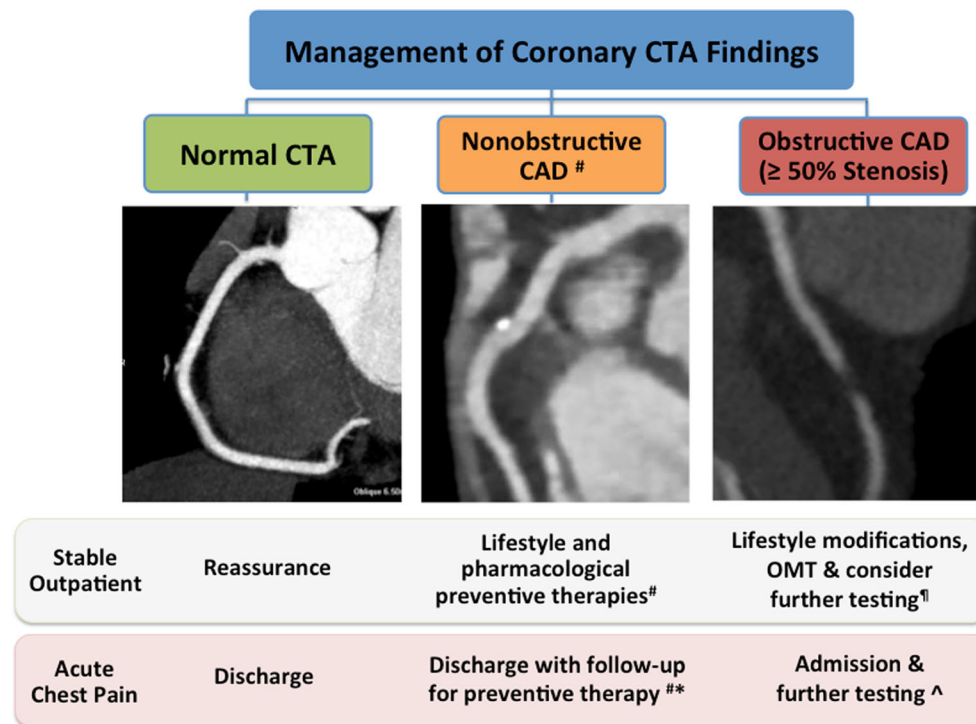 Management of Coronary CTA Findings
Normal CTA
Nonobstructive
CAD #
Obstructive CAD
(≥ 50% Stenosis)
Oblique 6.50
Stable
Outpatient
Reassurance
Lifestyle and
pharmacological
preventive therapies#
Lifestyle modifications,
OMT & consider
further testing¶
Acute
Chest Pain
Discharge
Discharge with follow-up
for preventive therapy #*
Admission &
further testing ^